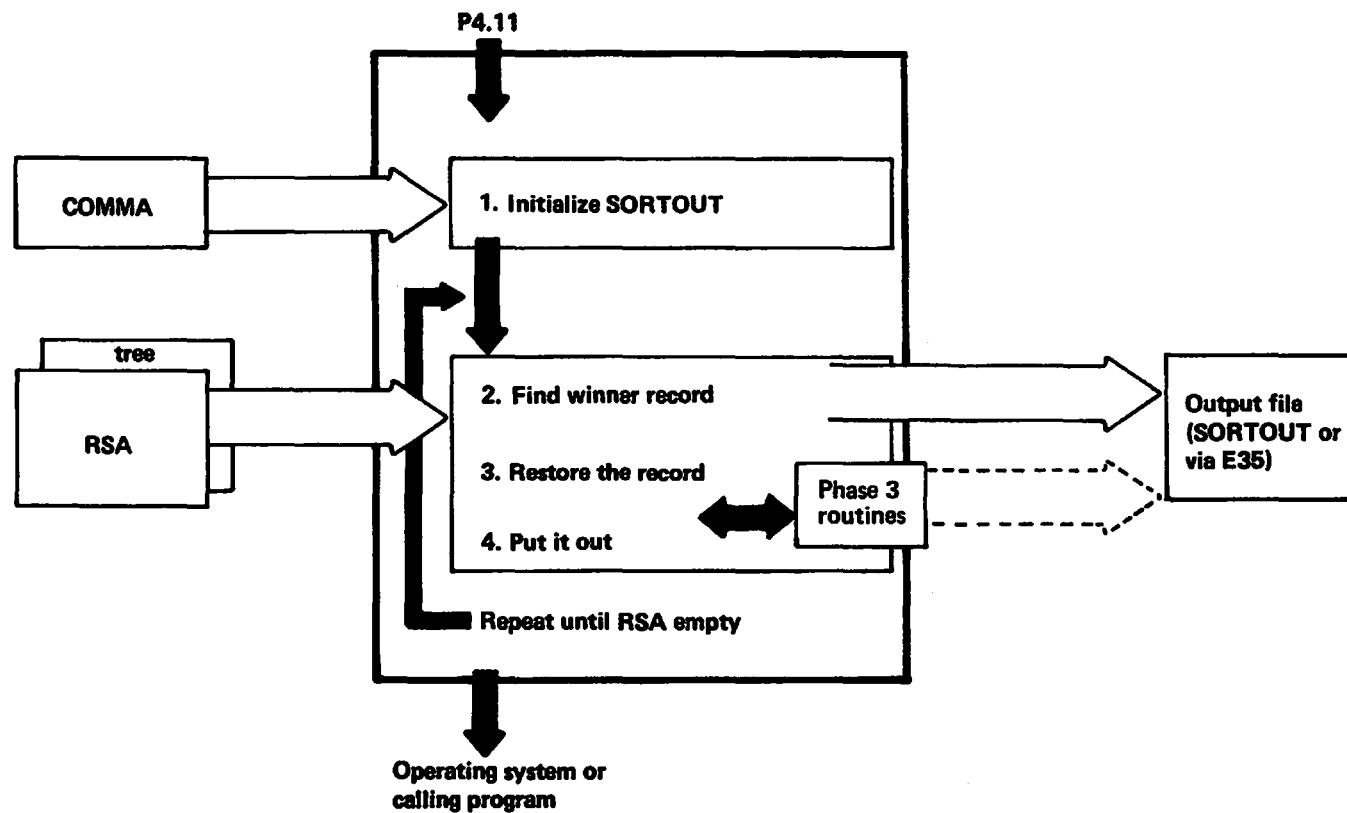 P4.11
COMMA
1. Initialize SORTOUT
tree
RSA
2. Find winner record
3. Restore the record
4. Put it out
Phase 3
routines
Output file
(SORTOUT or
via E35)
Repeat until RSA empty
Operating system or
calling program